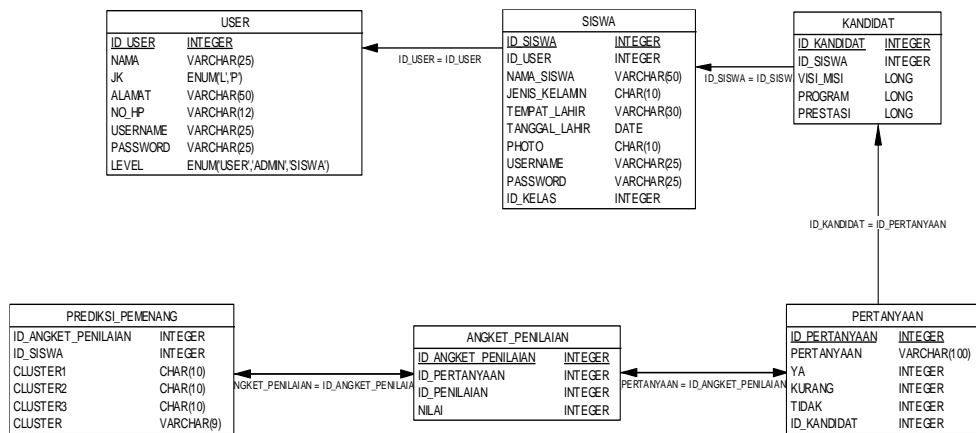 USER
ID_USER INTEGER
NAMA VARCHAR(25)
JK ENUM('L','P')
ALAMAT VARCHAR(50)
NO_HP VARCHAR(12)
USERNAME VARCHAR(25)
PASSWORD VARCHAR(25)
LEVEL ENUM('USER','ADMIN','SISWA')
ID_USER = ID_USER
SISWA
ID_SISWA INTEGER
ID_USER INTEGER
NAMA_SISWA VARCHAR(50)
JENIS_KELAMIN CHAR(10)
TEMPAT_LAHIR VARCHAR(30)
TANGGAL_LAHIR DATE
PHOTO CHAR(10)
USERNAME VARCHAR(25)
PASSWORD VARCHAR(25)
ID_KELAS INTEGER
ID_SISWA = ID_SISW
KANDIDAT
ID_KANDIDAT INTEGER
ID_SISWA INTEGER
VISI_MISI LONG
PROGRAM LONG
PRESTASI LONG
ID_KANDIDAT = ID_PERTANYAAN
PREDIKSI_PEMENANG
ID_ANGKET_PENILAIAN INTEGER
ID_SISWA INTEGER
CLUSTER1 CHAR(10)
CLUSTER2 CHAR(10)
CLUSTER3 CHAR(10)
CLUSTER VARCHAR(9)
NGKET_PENILAIAN = ID_ANGKET_PENILAIA
ANGKET_PENILAIAN
ID_ANGKET_PENILAIAN INTEGER
ID_PERTANYAAN INTEGER
ID_PENILAIAN INTEGER
NILAI INTEGER
PERTANYAAN = ID_ANGKET_PENILAIAN
PERTANYAAN
ID_PERTANYAAN INTEGER
PERTANYAAN VARCHAR(100)
YA INTEGER
KURANG INTEGER
TIDAK INTEGER
ID_KANDIDAT INTEGER